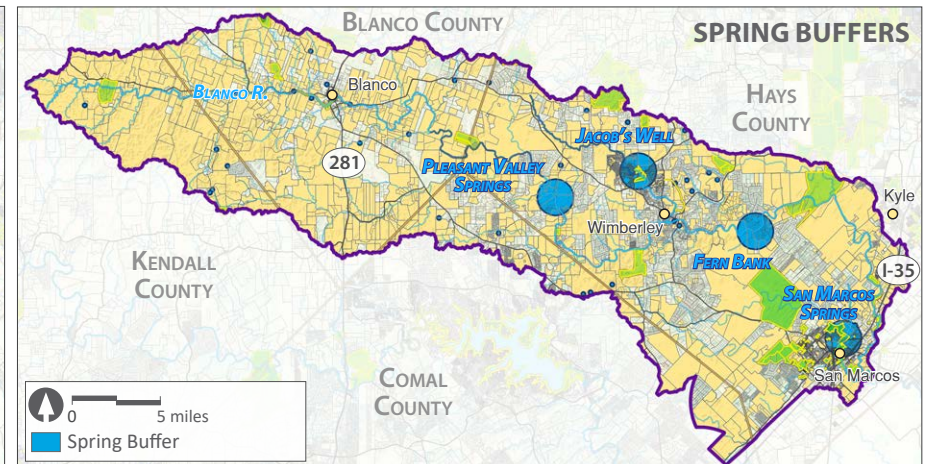 SPRING BUFFERS
BLANCO COUNTY
BLANCO R.
Blanco
HAYS
COUNTY
JACOB'S WELL
281
PLEASANT VALLEY
SPRINGS
Kyle
Wimberley
FERN BANK
KENDALL
COUNTY
I-35
SAN MARCOS
SPRINGS
San Marcos
COMAL
COUNTY
0 5 miles
Spring Buffer